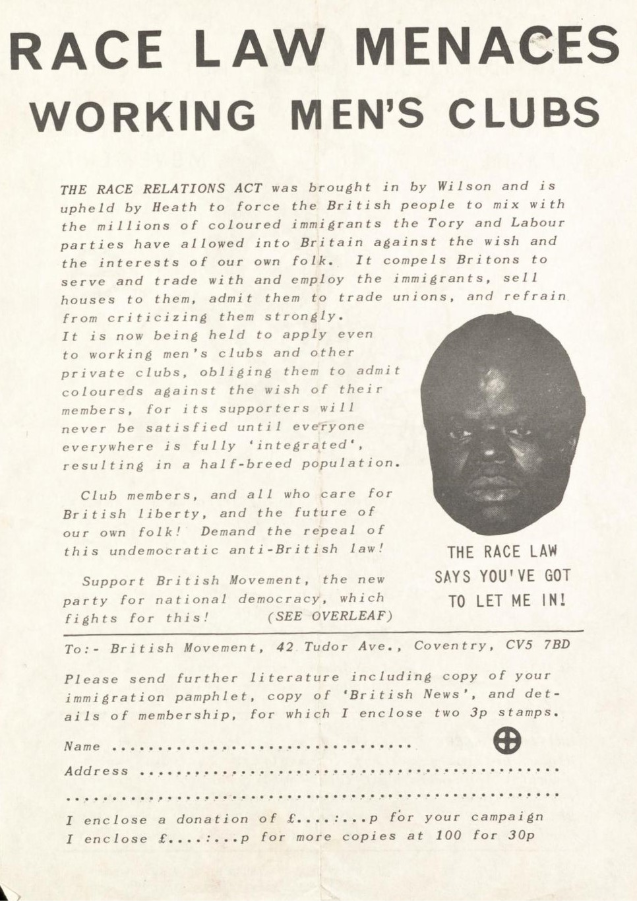 RACE LAW MENACES
WORKING MEN'S CLUBS
THE RACE RELATIONS ACT was brought in by Wilson and is
upheld by Heath to force the British people to mix with
the millions of coloured immigrants the Tory and Labour
parties have allowed into Britain against the wish and
the interests of our own folk. It compels Britons to
serve and trade with and employ the immigrants, sell
houses to them, admit them to trade unions, and refrain
from criticizing them strongly.
It is now being held to apply even
to working men's clubs and other
private clubs, obliging them to admit
coloureds against the wish of their
members, for its supporters will
never be satisfied until everyone
everywhere is fully 'integrated',
resulting in a half-breed population.
Club members, and all who care for
British liberty, and the future of
our own folk! Demand the repeal of
this undemocratic anti-British law!
Support British Movement, the new
party for national democracy, which
fights for this! (SEE OVERLEAF)
THE RACE LAW
SAYS YOU'VE GOT
TO LET ME IN!
To:- British Movement, 42 Tudor Ave., Coventry, CV5 7BD
Please send further literature including copy of your
immigration pamphlet, copy of 'British News', and det-
ails of membership, for which I enclose two 3p stamps.
Name ................................
Address .............................................
.....................................................
I enclose a donation of £....:...p for your campaign
I enclose £....:...p for more copies at 100 for 30p